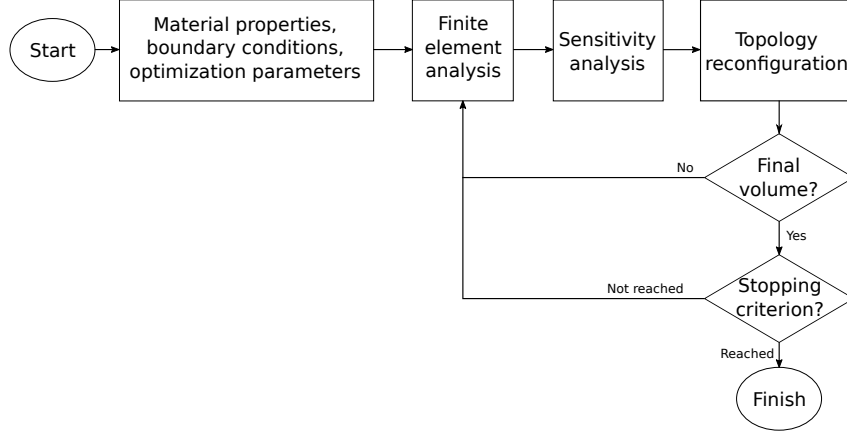 Start
Material properties,
boundary conditions,
optimization parameters
Finite
element
analysis
Sensitivity
analysis
Topology
reconfiguration
Final
volume?
No
Yes
Stopping
criterion?
Not reached
Reached
Finish